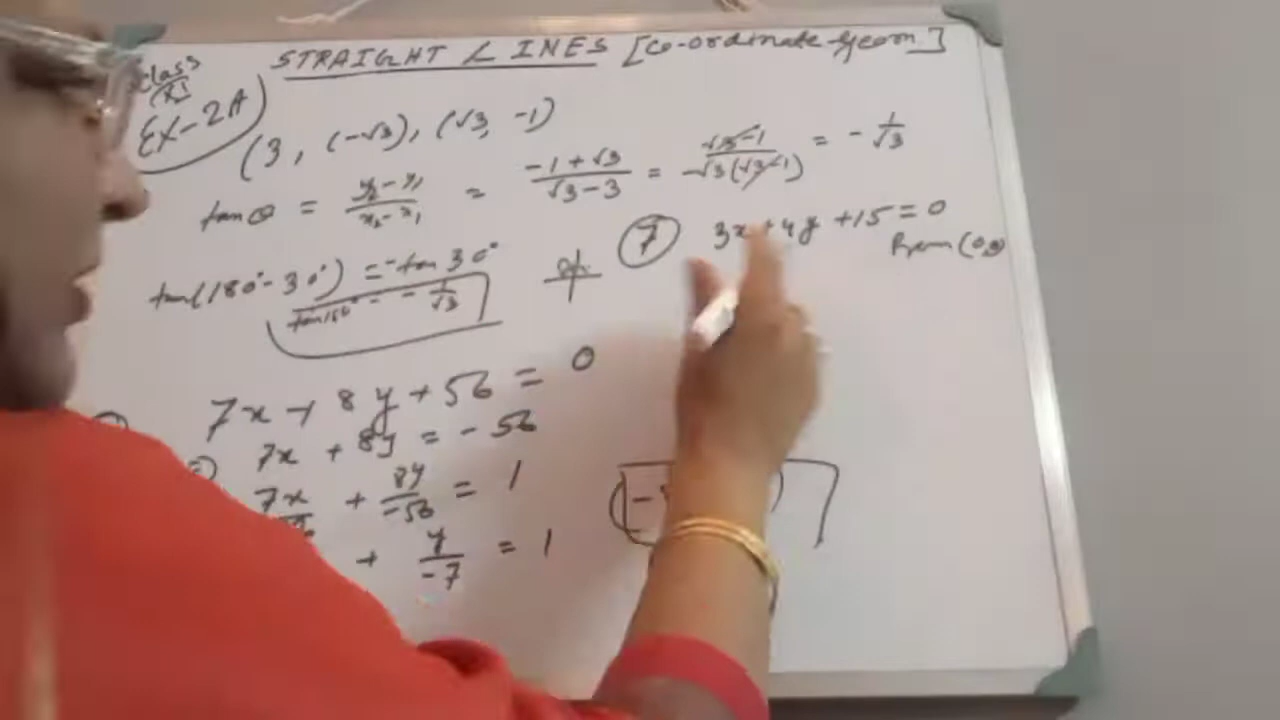 STRAIGHT LINES [Co-ordinate Geom.]
Class
EX-2A
(3, (-√3), (√3, -1)
tan θ = y₂-y₁/x₂-x₁ = -1+√3/√3-3 = √3-1/-√3(√3-1) = -1/√3
tan(180°-30°) = -tan 30°
tan150° = -1/√3
7 3x+4y+15=0
from (0,0)
7x+8y+56=0
7x+8y=-56
7x + 8y/-56 = 1
+ y/-7 = 1